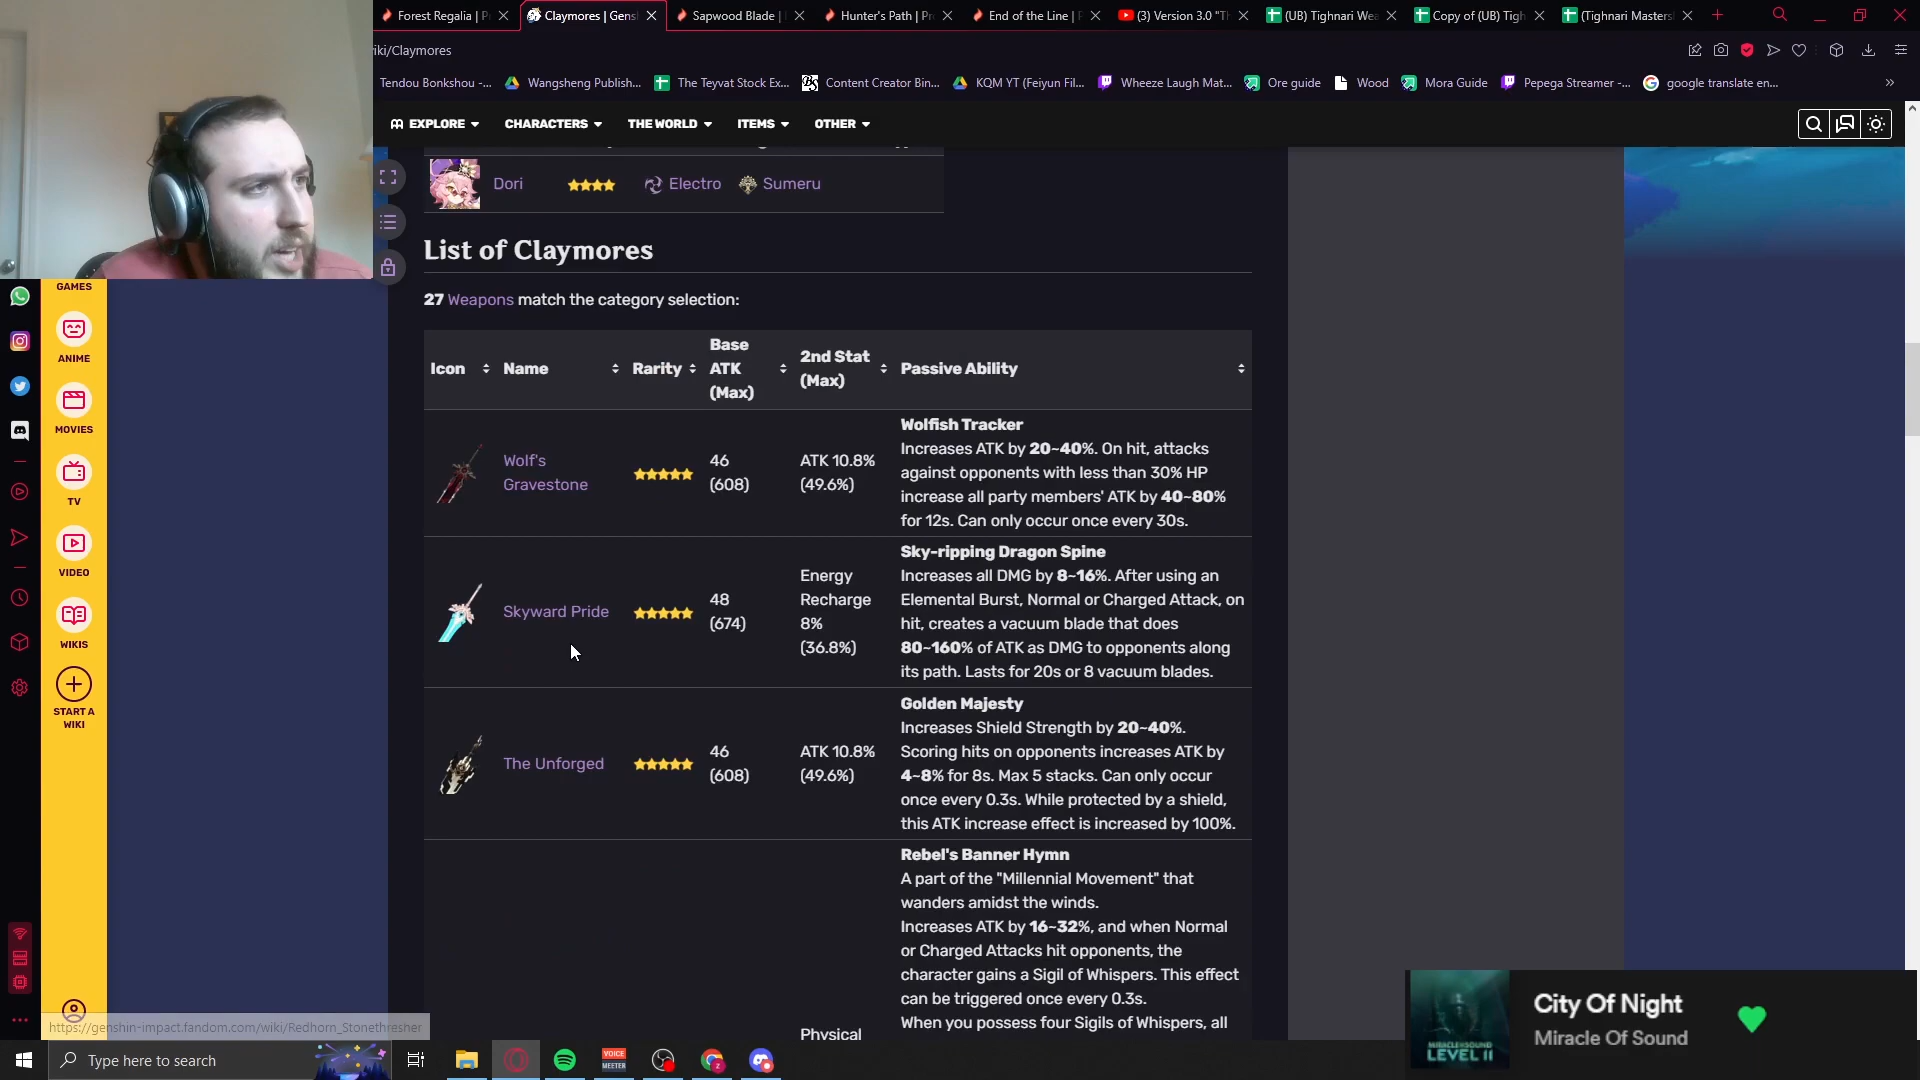 Forest Regalia | P
Claymores | Gens
Sapwood Blade |
Hunter's Path | Pr
End of the Line | F
(3) Version 3.0 "Th
(UB) Tighnari Wea
Copy of (UB) Tigh
(Tighnari Masters
iki/Claymores
Tendou Bonkshou -...
Wangsheng Publish...
The Teyvat Stock Ex...
Content Creator Bin...
KQM YT (Feiyun Fil...
Wheeze Laugh Mat...
Ore guide
Wood
Mora Guide
Pepega Streamer -...
google translate en...
»
EXPLORE
CHARACTERS
THE WORLD
ITEMS
OTHER
Dori
Electro
Sumeru
List of Claymores
27 Weapons match the category selection:
Icon
Name
Rarity
Base
ATK
(Max)
2nd Stat
(Max)
Passive Ability
Wolf's
Gravestone
46
(608)
ATK 10.8%
(49.6%)
Wolfish Tracker
Increases ATK by 20~40%. On hit, attacks
against opponents with less than 30% HP
increase all party members' ATK by 40~80%
for 12s. Can only occur once every 30s.
Skyward Pride
48
(674)
Energy
Recharge
8%
(36.8%)
Sky-ripping Dragon Spine
Increases all DMG by 8~16%. After using an
Elemental Burst, Normal or Charged Attack, on
hit, creates a vacuum blade that does
80~160% of ATK as DMG to opponents along
its path. Lasts for 20s or 8 vacuum blades.
The Unforged
46
(608)
ATK 10.8%
(49.6%)
Golden Majesty
Increases Shield Strength by 20~40%.
Scoring hits on opponents increases ATK by
4~8% for 8s. Max 5 stacks. Can only occur
once every 0.3s. While protected by a shield,
this ATK increase effect is increased by 100%.
Physical
Rebel's Banner Hymn
A part of the "Millennial Movement" that
wanders amidst the winds.
Increases ATK by 16~32%, and when Normal
or Charged Attacks hit opponents, the
character gains a Sigil of Whispers. This effect
can be triggered once every 0.3s.
When you possess four Sigils of Whispers, all
GAMES
ANIME
MOVIES
TV
VIDEO
WIKIS
START A
WIKI
https://genshin-impact.fandom.com/wiki/Redhorn_Stonethresher
MIRACLE OF SOUND
LEVEL II
City Of Night
Miracle Of Sound
Type here to search
VOICE
MEETER